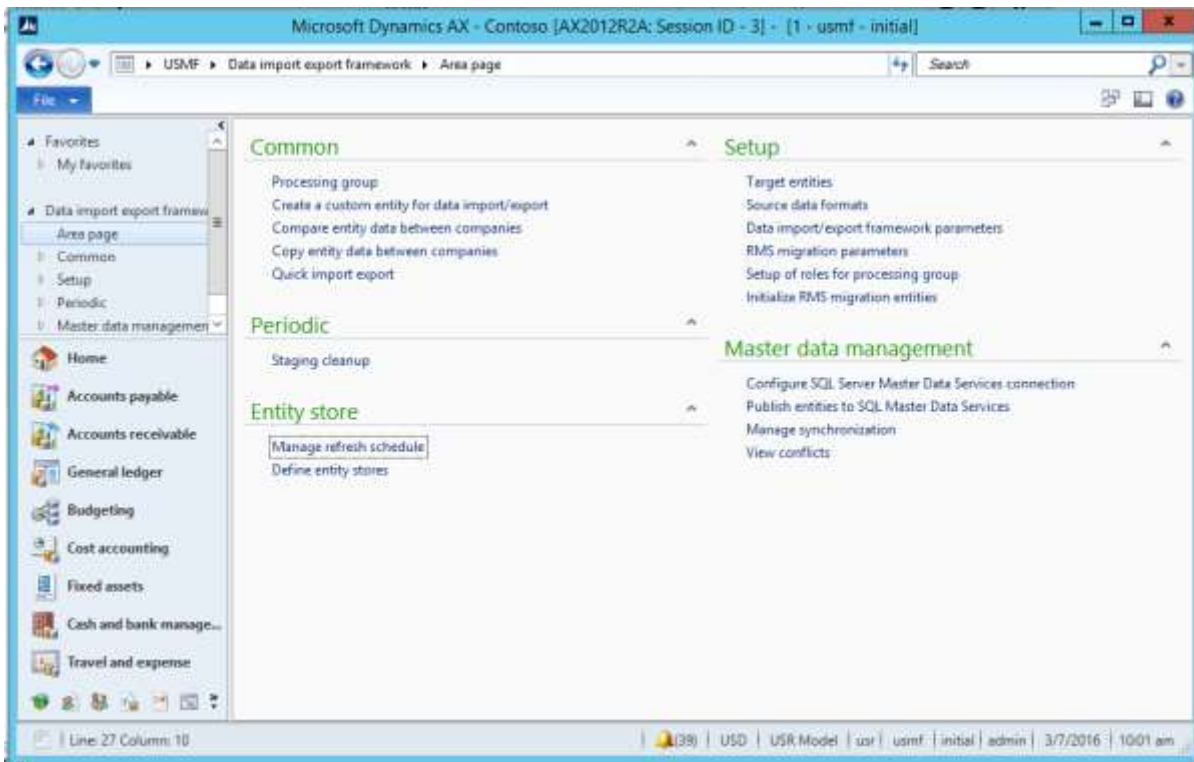 Microsoft Dynamics AX - Contoso [AX2012R2A: Session ID - 3] - [1 - usmf - initial]
USMF Data import export framework Area page
Search
File
Favorites
My favorites
Data import export framew
Area page
Common
Setup
Periodic
Master data managemen
Home
Accounts payable
Accounts receivable
General ledger
Budgeting
Cost accounting
Fixed assets
Cash and bank manage...
Travel and expense
Common
Processing group
Create a custom entity for data import/export
Compare entity data between companies
Copy entity data between companies
Quick import export
Periodic
Staging cleanup
Entity store
Manage refresh schedule
Define entity stores
Setup
Target entities
Source data formats
Data import/export framework parameters
RMS migration parameters
Setup of roles for processing group
Initialize RMS migration entities
Master data management
Configure SQL Server Master Data Services connection
Publish entities to SQL Master Data Services
Manage synchronization
View conflicts
Line: 27 Column: 10
(39) | USD | USR Model | usr | usmf | initial | admin | 3/7/2016 | 10:01 am